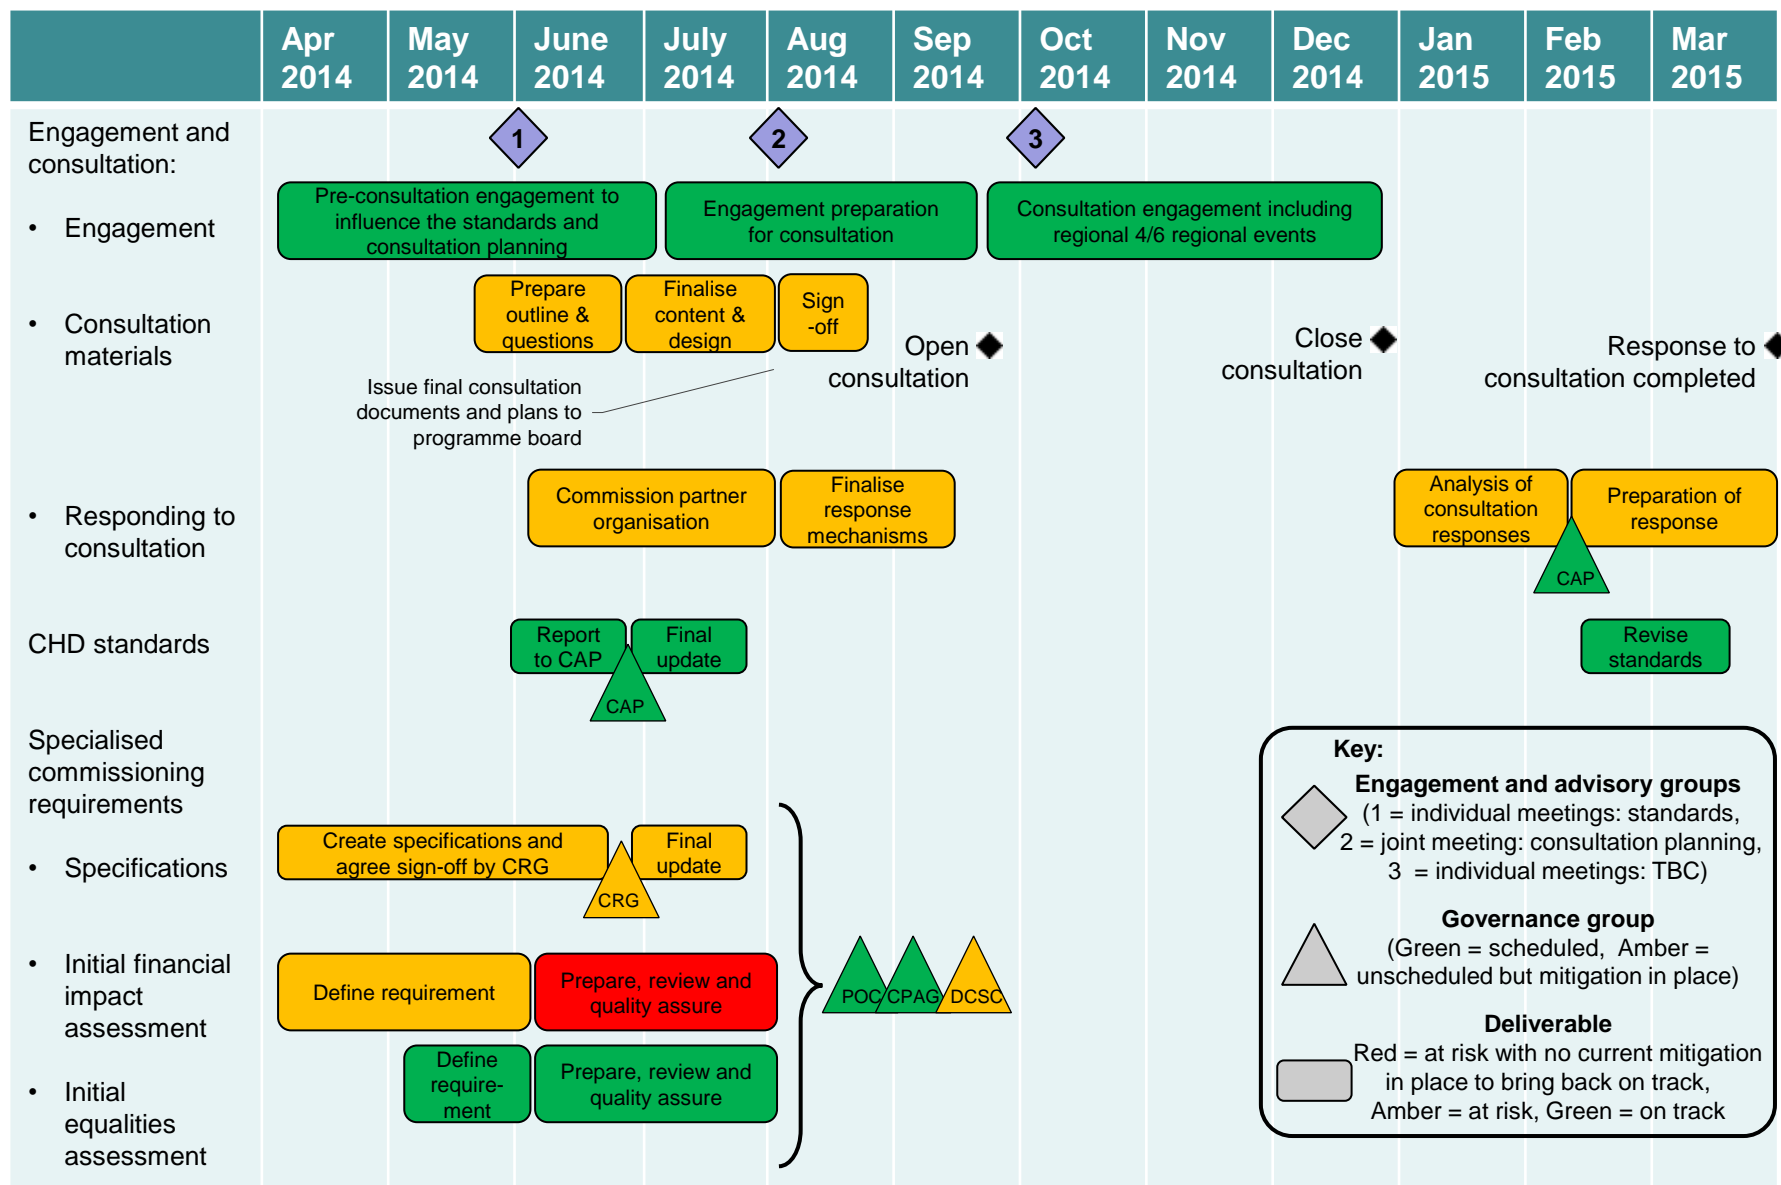 Apr
2014
May
2014
June
2014
July
2014
Aug
2014
Sep
2014
Oct
2014
Nov
2014
Dec
2014
Jan
2015
Feb
2015
Mar
2015
Engagement and
consultation:
1
2
3
• Engagement
Pre-consultation engagement to
influence the standards and
consultation planning
Engagement preparation
for consultation
Consultation engagement including
regional 4/6 regional events
• Consultation
materials
Prepare
outline &
questions
Finalise
content &
design
Sign
-off
Open
consultation
Close
consultation
Response to
consultation completed
Issue final consultation
documents and plans to
programme board
• Responding to
consultation
Commission partner
organisation
Finalise
response
mechanisms
Analysis of
consultation
responses
Preparation of
response
CAP
CHD standards
Report
to CAP
Final
update
CAP
Revise
standards
Specialised
commissioning
requirements
• Specifications
Create specifications and
agree sign-off by CRG
Final
update
CRG
• Initial financial
impact
assessment
Define requirement
Prepare, review and
quality assure
POC
CPAG
DCSC
• Initial
equalities
assessment
Define
require-
ment
Prepare, review and
quality assure
Key:
Engagement and advisory groups
(1 = individual meetings: standards,
2 = joint meeting: consultation planning,
3 = individual meetings: TBC)
Governance group
(Green = scheduled, Amber =
unscheduled but mitigation in place)
Deliverable
Red = at risk with no current mitigation
in place to bring back on track,
Amber = at risk, Green = on track